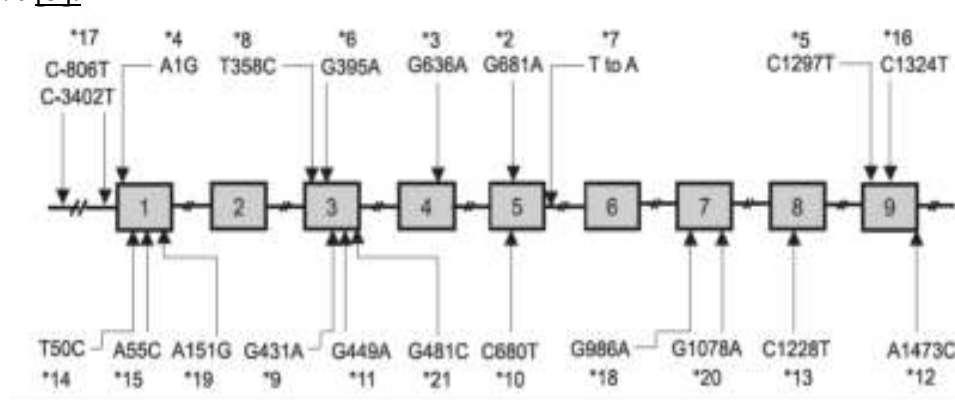 *17 *4 *8 *6 *3 *2 *7 *5 *16
C-806T A1G T358C G395A G636A G681A T to A C1297T C1324T
C-3402T
1 2 3 4 5 6 7 8 9
T50C A55C A151G G431A G449A G481C C680T G986A G1078A C1228T A1473C
*14 *15 *19 *9 *11 *21 *10 *18 *20 *13 *12